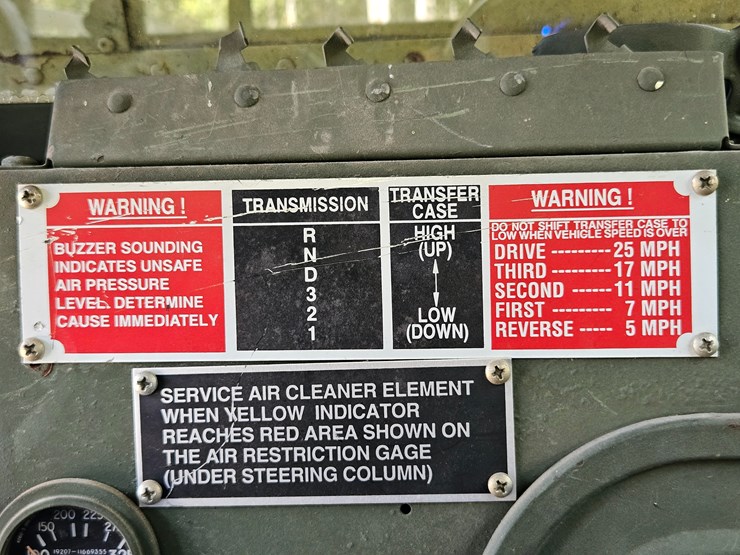 WARNING !
BUZZER SOUNDING
INDICATES UNSAFE
AIR PRESSURE
LEVEL. DETERMINE
CAUSE IMMEDIATELY
TRANSMISSION
R
N
D
3
2
1
TRANSFER
CASE
HIGH
(UP)
LOW
(DOWN)
WARNING !
DO NOT SHIFT TRANSFER CASE TO
LOW WHEN VEHICLE SPEED IS OVER
DRIVE --------- 25 MPH
THIRD --------- 17 MPH
SECOND ------ 11 MPH
FIRST --------- 7 MPH
REVERSE ----- 5 MPH
SERVICE AIR CLEANER ELEMENT
WHEN YELLOW INDICATOR
REACHES RED AREA SHOWN ON
THE AIR RESTRICTION GAGE
(UNDER STEERING COLUMN)
150 200 225
19207-11669355